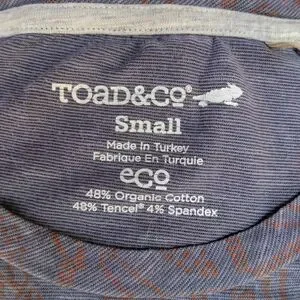 TOAD&CO®
Small
Made In Turkey
Fabrique En Turquie
eco
48% Organic Cotton
48% Tencel® 4% Spandex